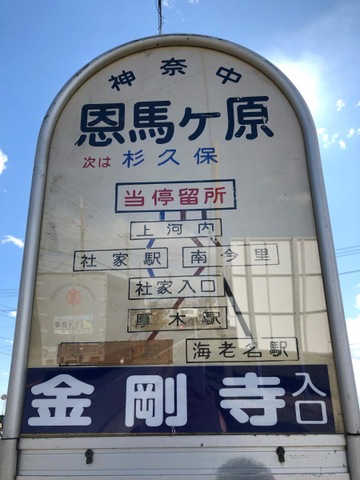 神奈中
恩馬ケ原
次は 杉久保
当停留所
上河内
社家駅 南今里
社家入口
厚木駅
海老名駅
金剛寺入口